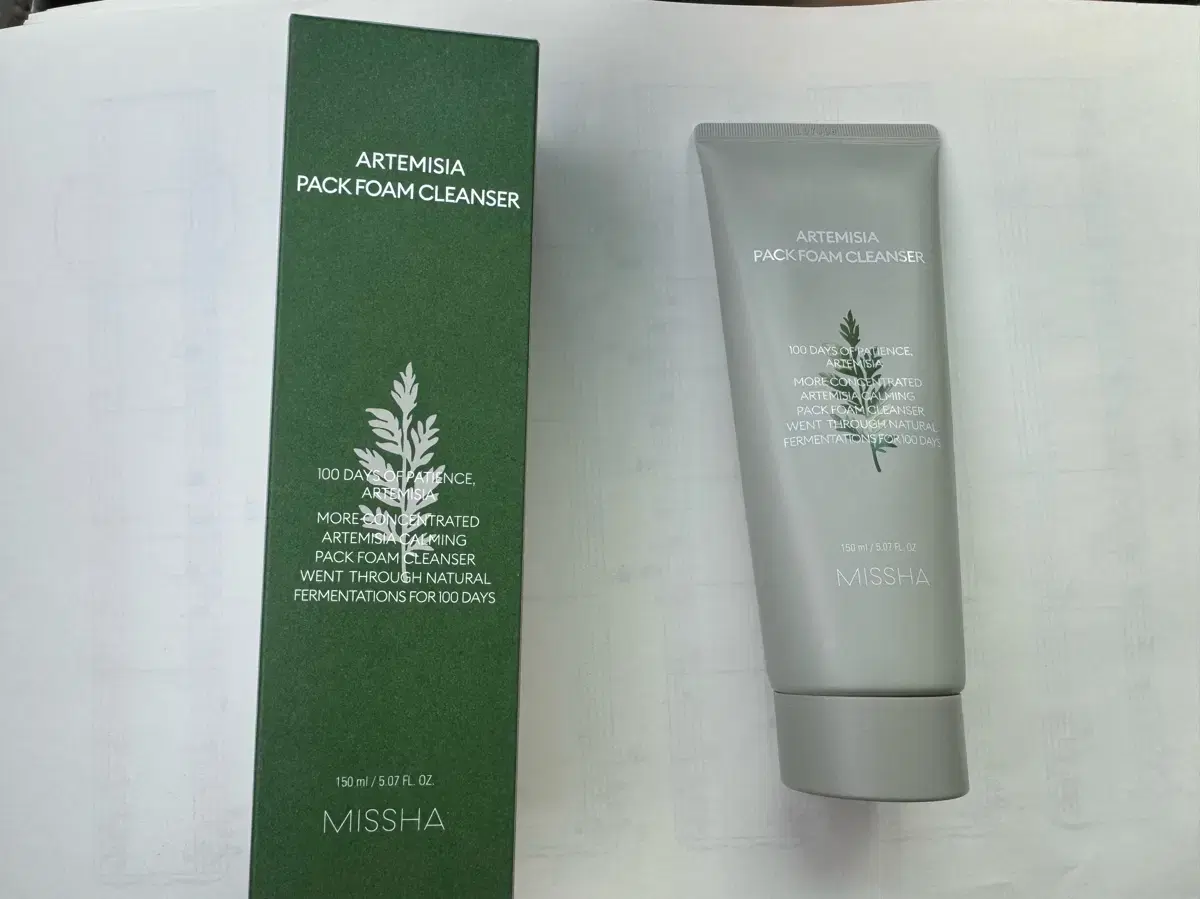 ARTEMISIA
PACK FOAM CLEANSER
100 DAYS OF PATIENCE,
ARTEMISIA
MORE CONCENTRATED
ARTEMISIA CALMING
PACK FOAM CLEANSER
WENT THROUGH NATURAL
FERMENTATIONS FOR 100 DAYS
150 ml / 5.07 FL. OZ.
MISSHA
ARTEMISIA
PACK FOAM CLEANSER
100 DAYS OF PATIENCE,
ARTEMISIA
MORE CONCENTRATED
ARTEMISIA CALMING
PACK FOAM CLEANSER
WENT THROUGH NATURAL
FERMENTATIONS FOR 100 DAYS
150 ml / 5.07 FL. OZ
MISSHA